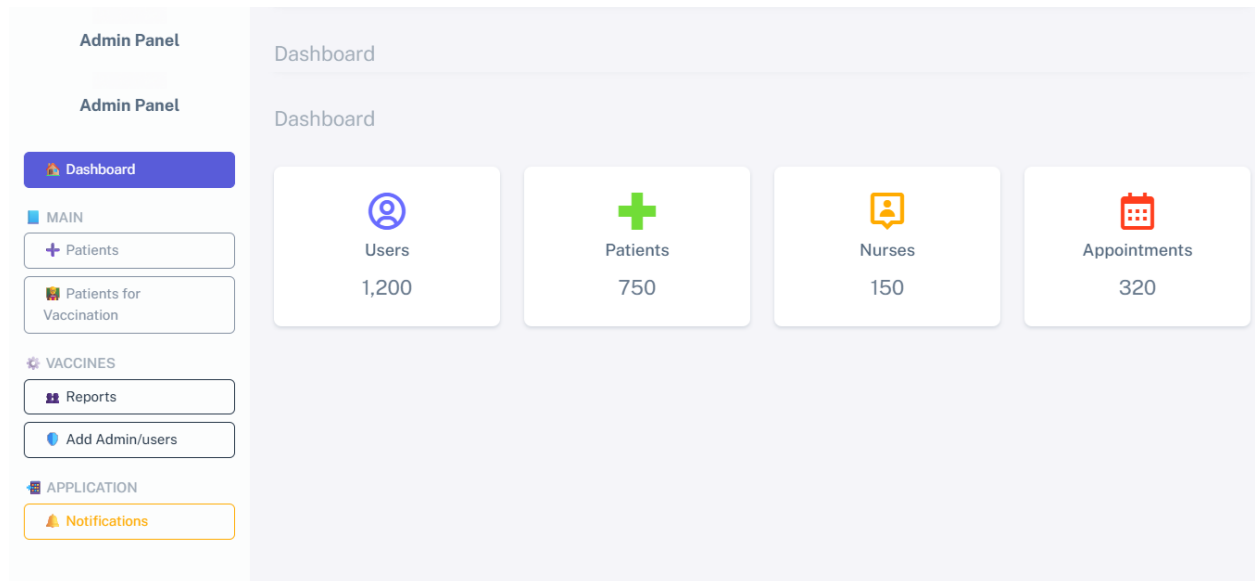 Admin Panel
Admin Panel
Dashboard
MAIN
Patients
Patients for
Vaccination
VACCINES
Reports
Add Admin/users
APPLICATION
Notifications
Dashboard
Dashboard
Users
1,200
Patients
750
Nurses
150
Appointments
320